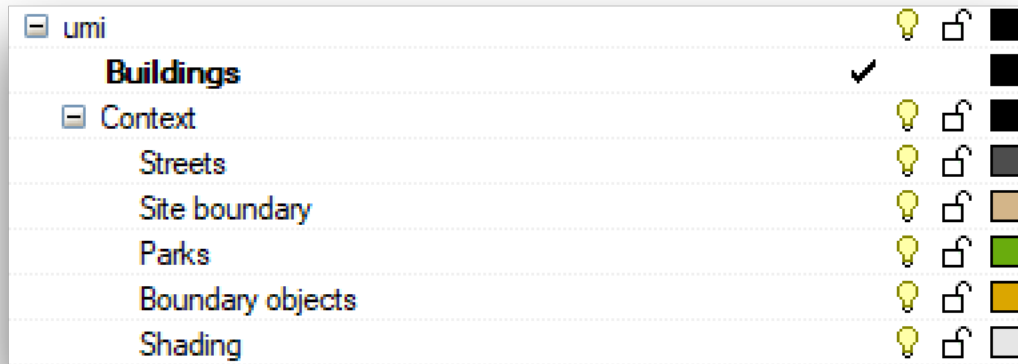 umi
Buildings
Context
Streets
Site boundary
Parks
Boundary objects
Shading